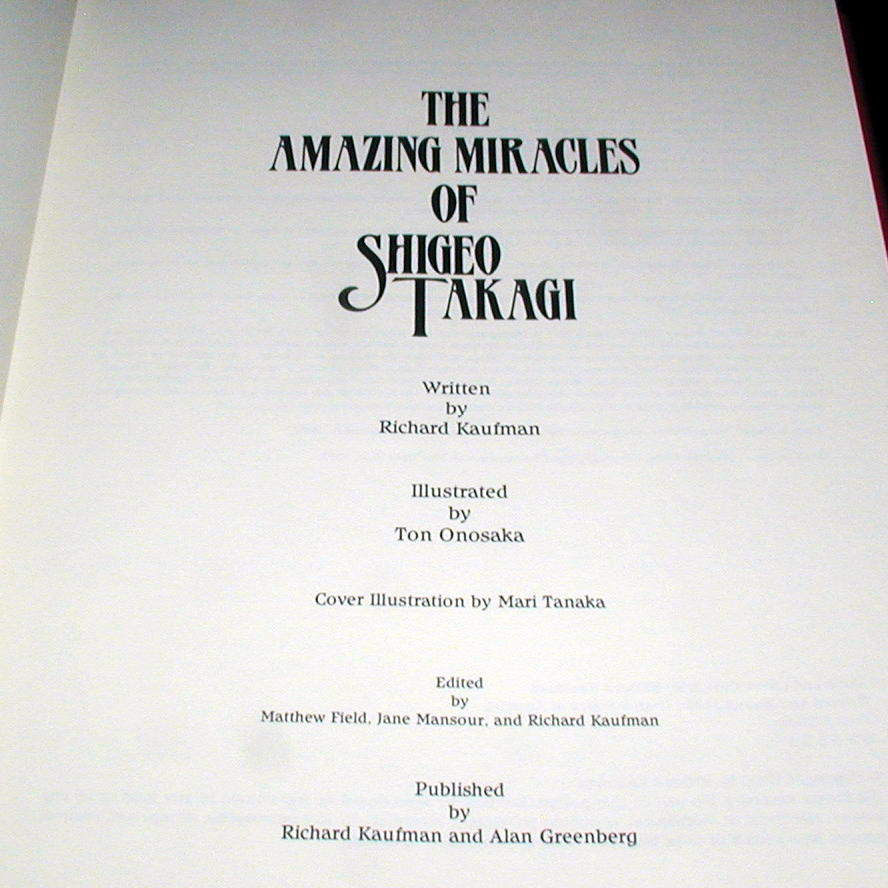 THE
AMAZING MIRACLES
OF
SHIGEO
TAKAGI
Written
by
Richard Kaufman
Illustrated
by
Ton Onosaka
Cover Illustration by Mari Tanaka
Edited
by
Matthew Field, Jane Mansour, and Richard Kaufman
Published
by
Richard Kaufman and Alan Greenberg